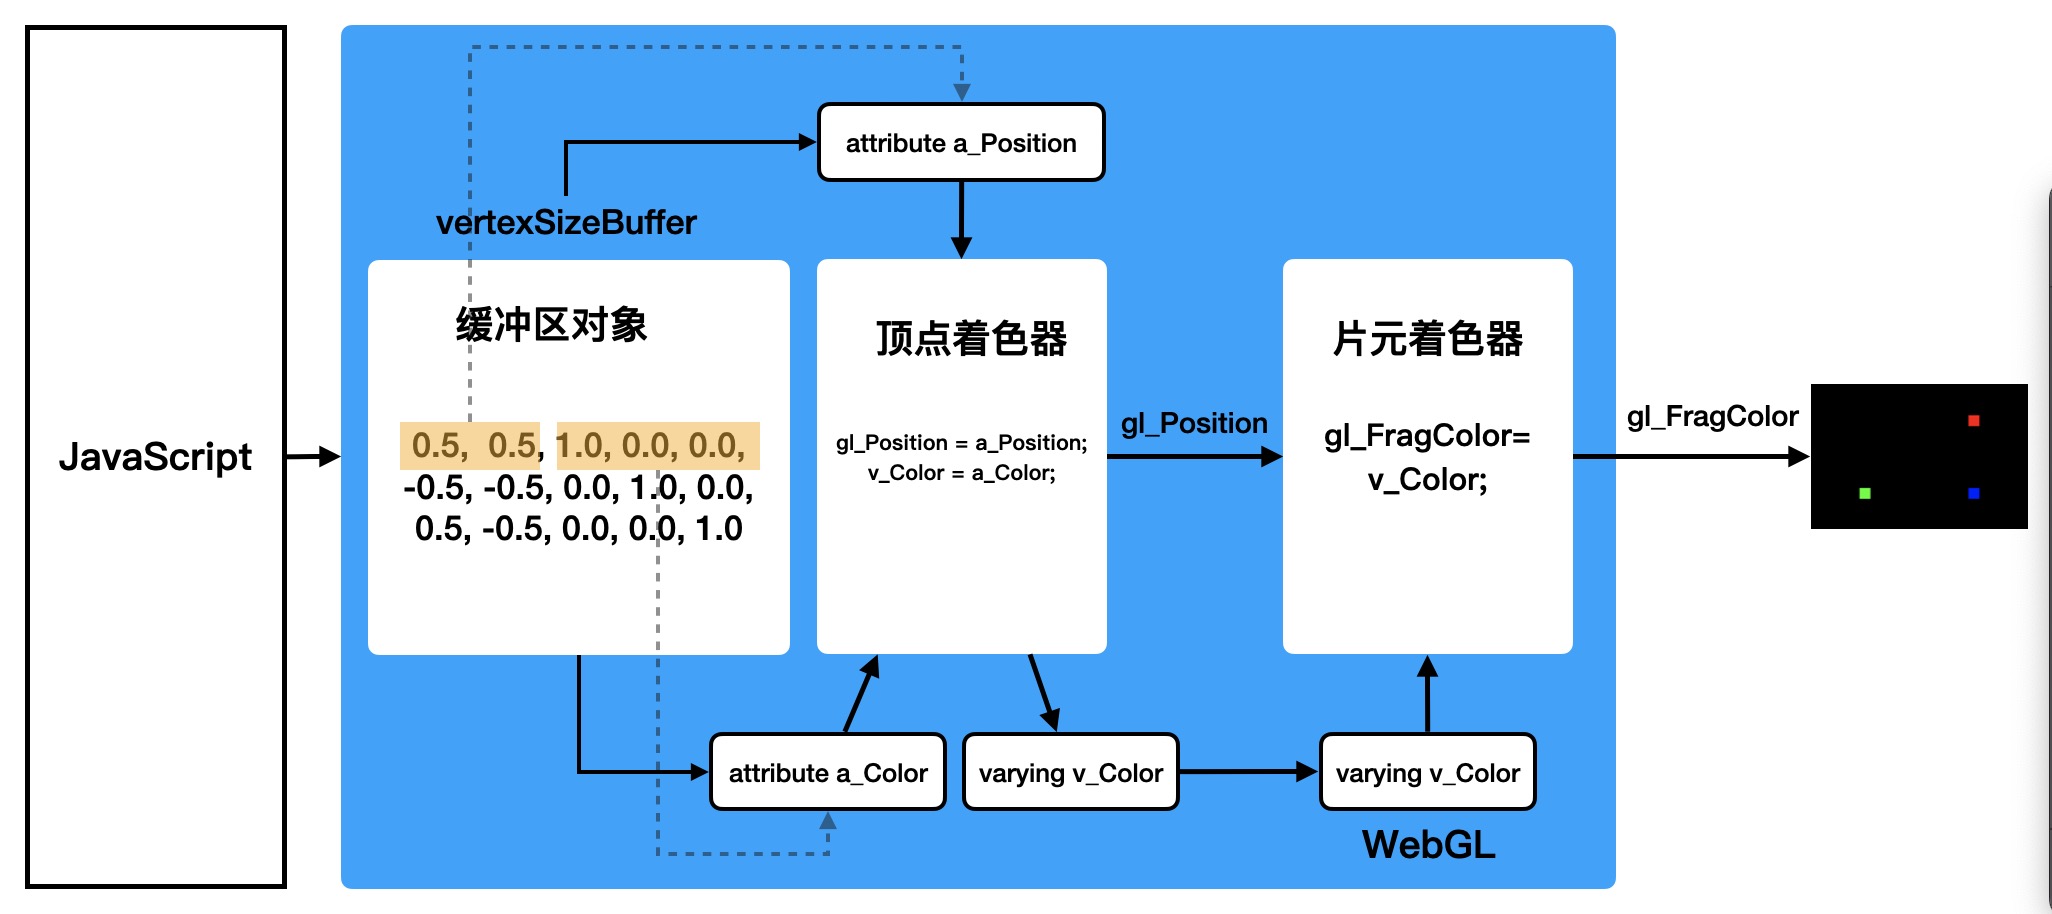 JavaScript
attribute a_Position
vertexSizeBuffer
缓冲区对象
0.5, 0.5, 1.0, 0.0, 0.0,
-0.5, -0.5, 0.0, 1.0, 0.0,
0.5, -0.5, 0.0, 0.0, 1.0
顶点着色器
gl_Position = a_Position;
v_Color = a_Color;
gl_Position
片元着色器
gl_FragColor=
v_Color;
gl_FragColor
attribute a_Color
varying v_Color
varying v_Color
WebGL